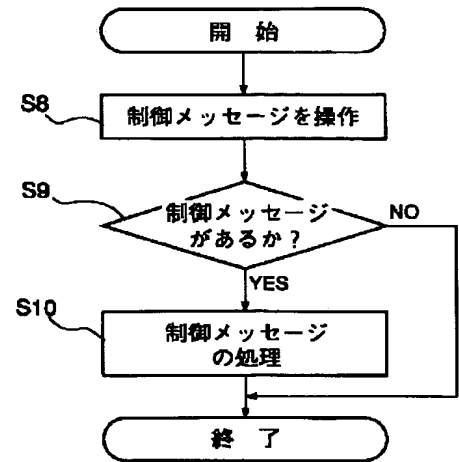 開 始
S8
制御メッセージを操作
S9
制御メッセージ
があるか?
NO
YES
S10
制御メッセージ
の処理
終 了